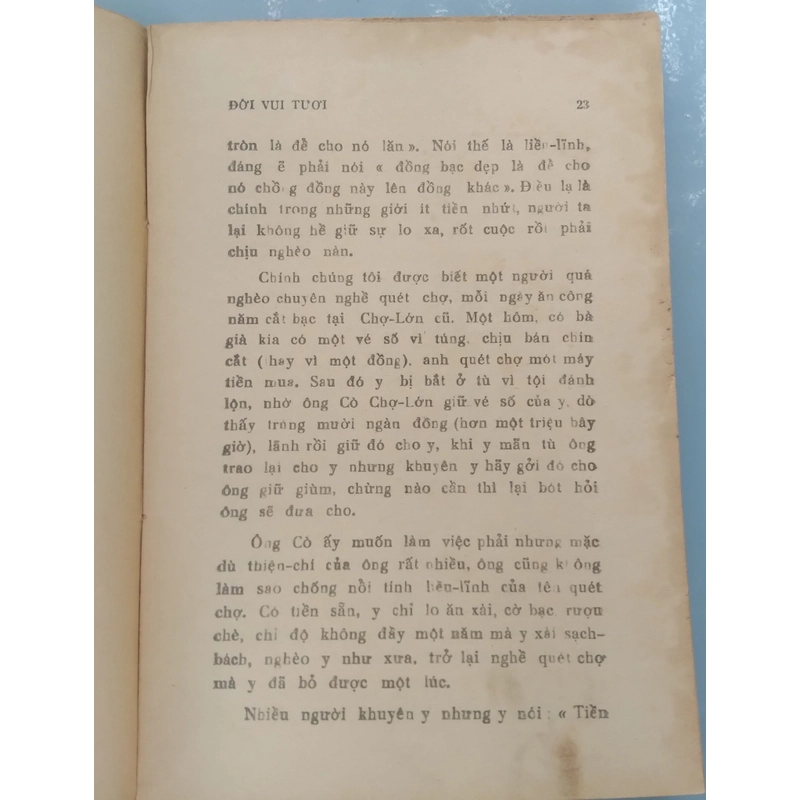 ĐỜI VUI TƯƠI 23
tròn là để cho nó lăn ». Nói thế là liến-lĩnh,
đáng ẽ phải nói « đồng bạc dẹp là để cho
nó chồng đồng này lên đồng khác ». Điều lạ là
chính trong những giới ít tiền nhứt, người ta
lại không hề giữ sự lo xa, rốt cuộc rồi phải
chịu nghèo nàn.
Chính chúng tôi được biết một người quá
nghèo chuyên nghề quét chợ, mỗi ngày ăn công
năm cắt bạc tại Chợ-Lớn cũ. Một hôm, có bà
già kia có một vé số vì túng, chịu bán chín
cắt (thay vì một đồng), anh quét chợ mót máy
tiền mua. Sau đó y bị bắt ở tù vì tội đánh
lộn, nhờ ông Cò Chợ-Lớn giữ vé số của y, dò
thấy trúng mười ngàn đồng (hơn một triệu bây
giờ), lãnh rồi giữ đó cho y, khi y mãn tù ông
trao lại cho y nhưng khuyên y hãy gởi đó cho
ông giữ giùm, chừng nào cần thì lại bót hỏi
ông sẽ đưa cho.
Ông Cò ấy muốn làm việc phải nhưng mặc
dù thiện-chí của ông rất nhiều, ông cũng không
làm sao chống nổi tính liến-lĩnh của tên quét
chợ. Có tiền sẵn, y chỉ lo ăn xài, cờ bạc, rượu
chè, chỉ độ không đầy một năm mà y xài sạch-
bách, nghèo y như xưa, trở lại nghề quét chợ
mà y đã bỏ được một lúc.
Nhiều người khuyên y nhưng y nói : « Tiền